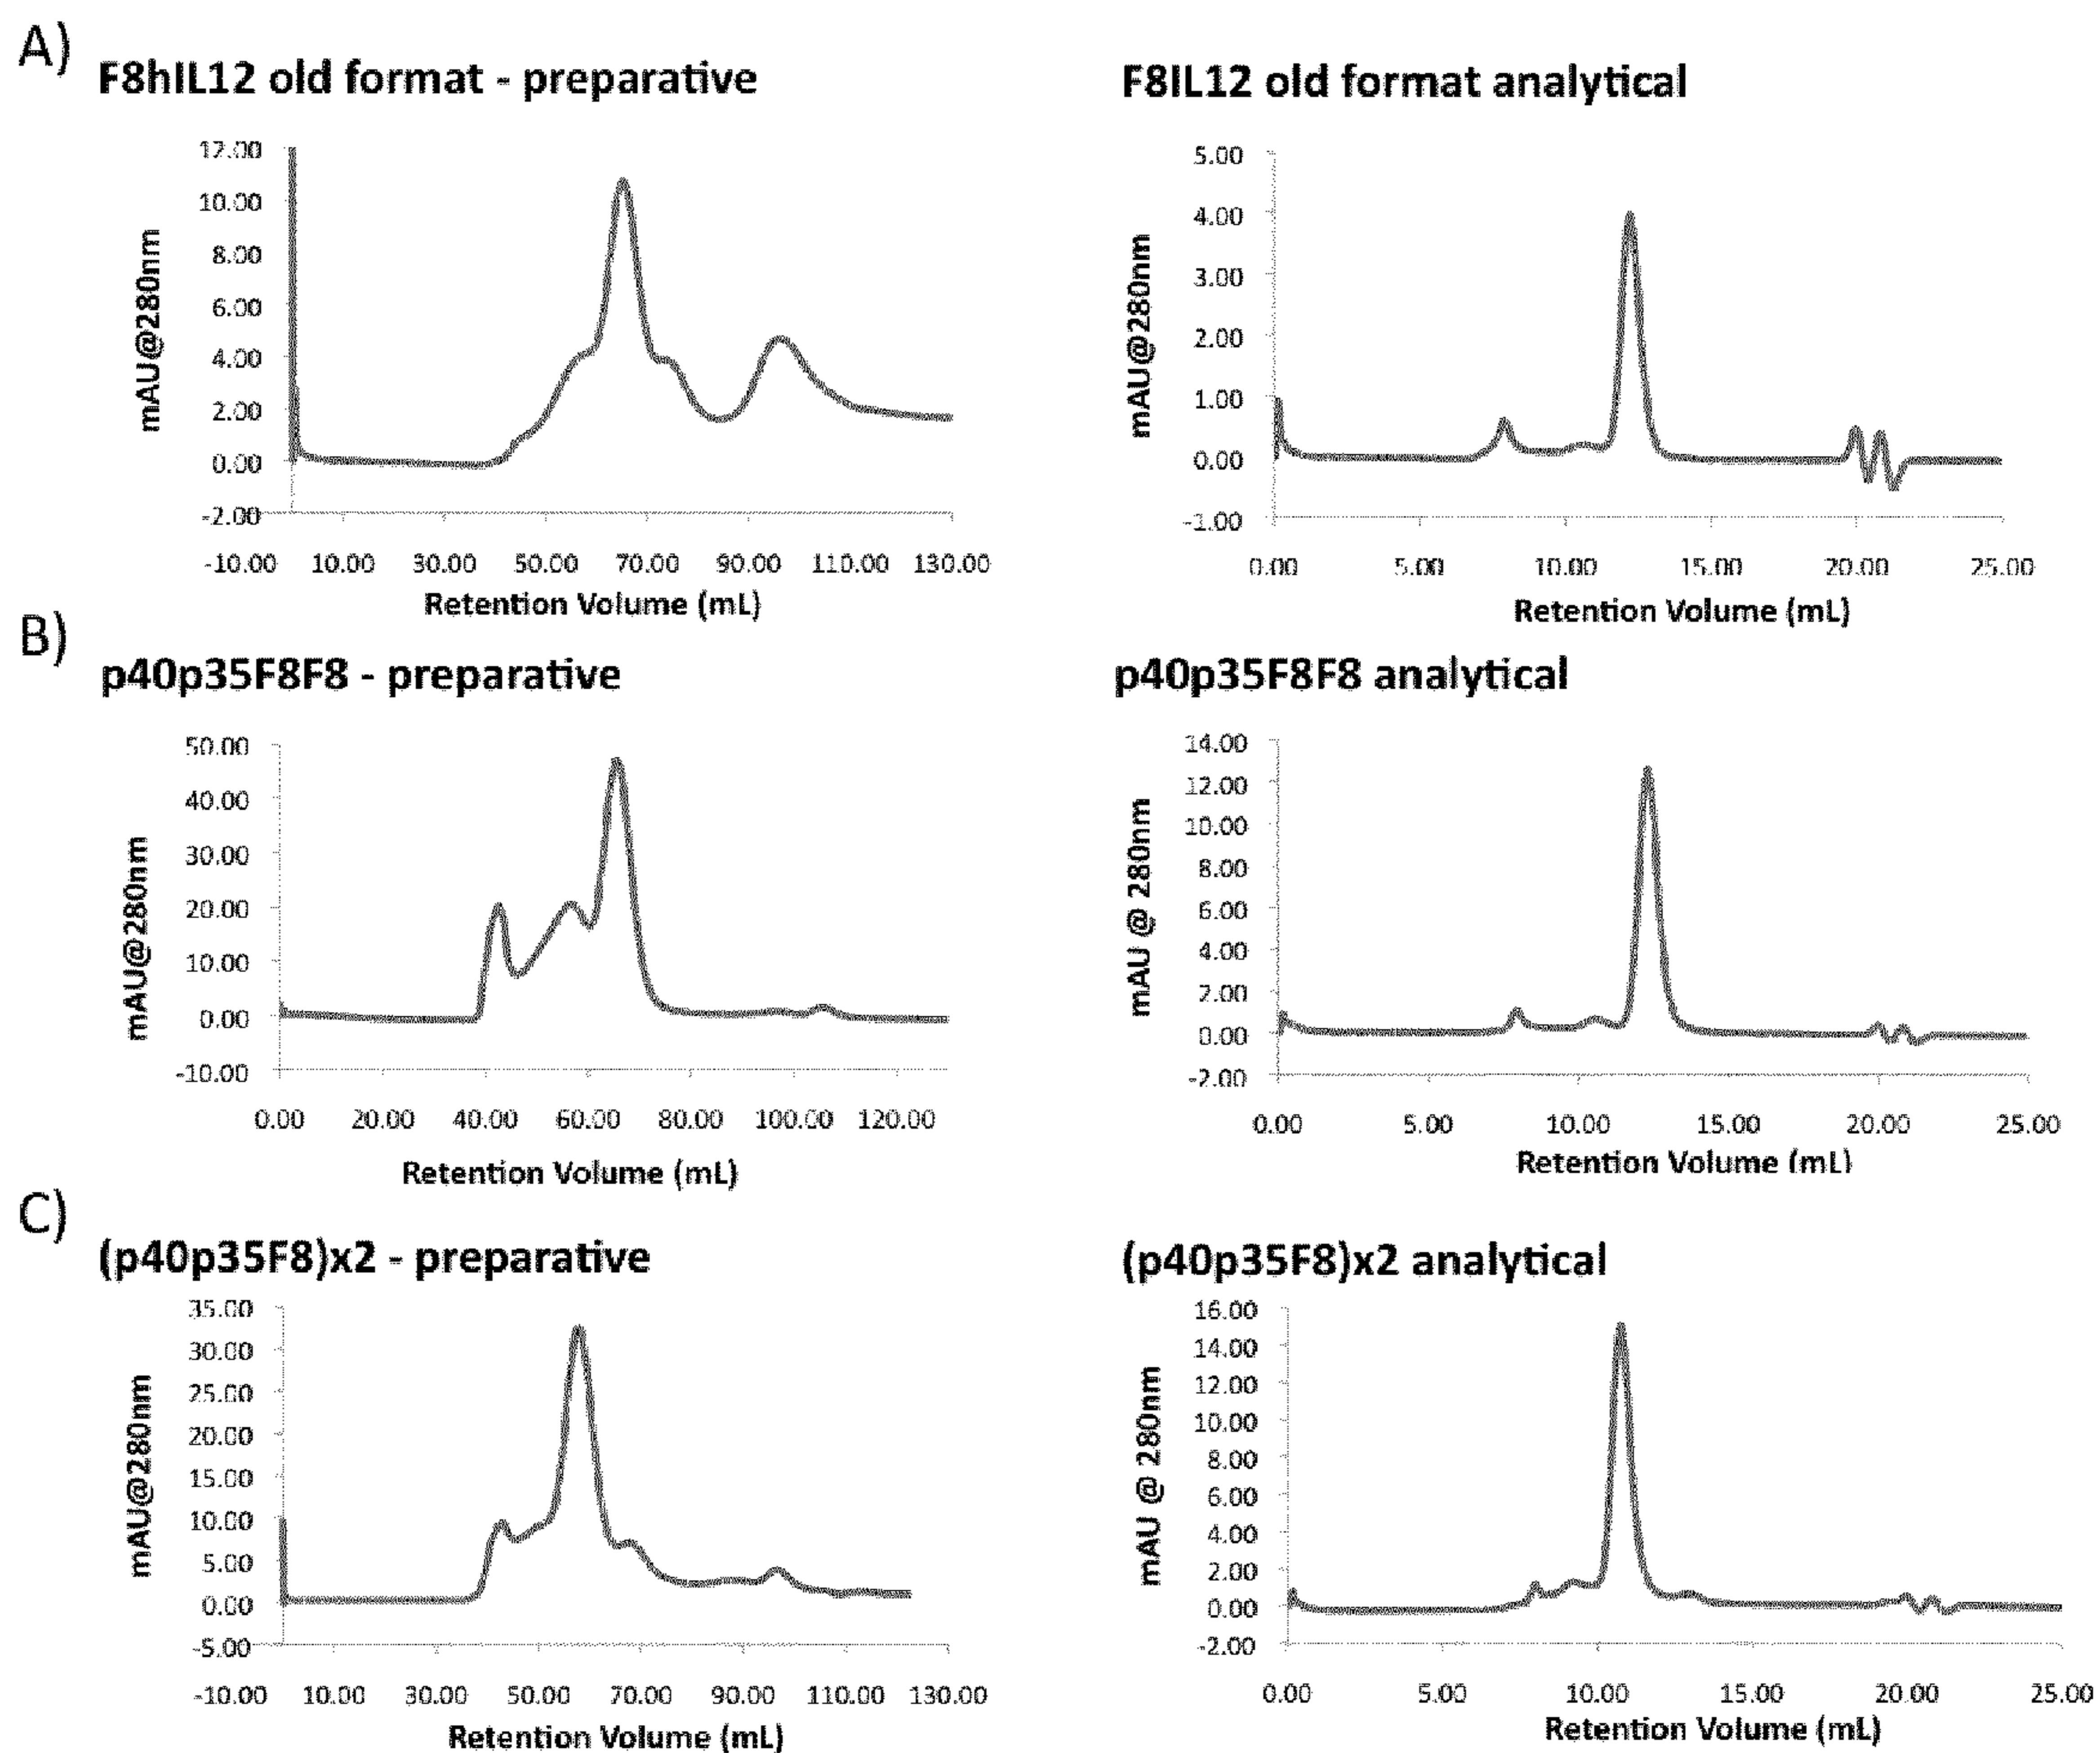 A)
F8hIL12 old format - preparative
mAU@280nm
12.00
10.00
8.00
6.00
4.00
2.00
0.00
-2.00
-10.00 10.00 30.00 50.00 70.00 90.00 110.00 130.00
Retention Volume (mL)
F8IL12 old format analytical
mAU@280nm
5.00
4.00
3.00
2.00
1.00
0.00
-1.00
0.00 5.00 10.00 15.00 20.00 25.00
Retention Volume (mL)
B)
p40p35F8F8 - preparative
mAU@280nm
50.00
40.00
30.00
20.00
10.00
0.00
-10.00
0.00 20.00 40.00 60.00 80.00 100.00 120.00
Retention Volume (mL)
p40p35F8F8 analytical
mAU @ 280nm
14.00
12.00
10.00
8.00
6.00
4.00
2.00
0.00
-2.00
0.00 5.00 10.00 15.00 20.00 25.00
Retention Volume (mL)
C)
(p40p35F8)x2 - preparative
mAU@280nm
35.00
30.00
25.00
20.00
15.00
10.00
5.00
0.00
-5.00
-10.00 10.00 30.00 50.00 70.00 90.00 110.00 130.00
Retention Volume (mL)
(p40p35F8)x2 analytical
mAU @ 280nm
16.00
14.00
12.00
10.00
8.00
6.00
4.00
2.00
0.00
-2.00
0.00 5.00 10.00 15.00 20.00 25.00
Retention Volume (mL)